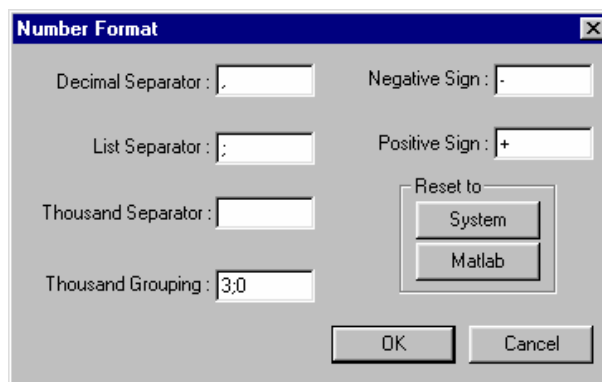 Number Format
Decimal Separator : ,
Negative Sign : -
List Separator : ;
Positive Sign : +
Thousand Separator :
Reset to
System
Matlab
Thousand Grouping : 3;0
OK
Cancel